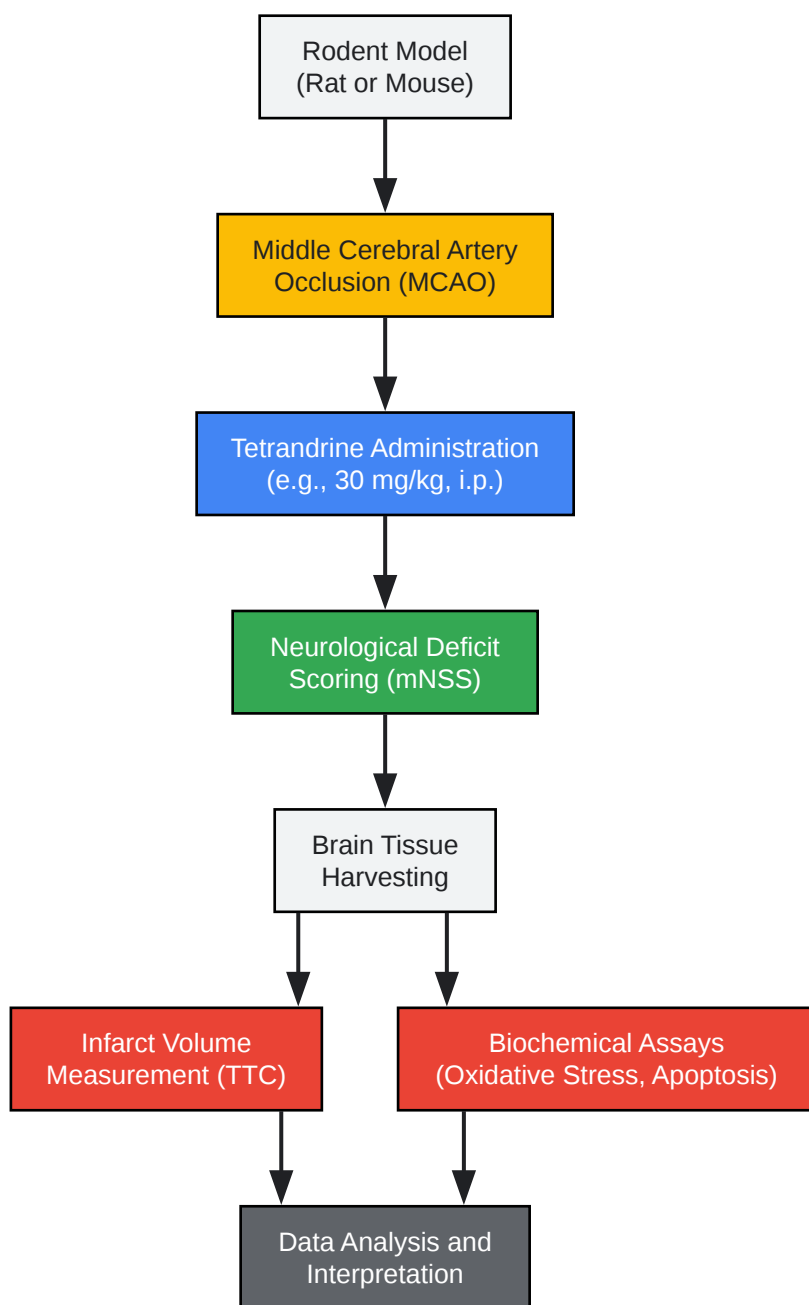 Rodent Model
(Rat or Mouse)
Middle Cerebral Artery
Occlusion (MCAO)
Tetrandrine Administration
(e.g., 30 mg/kg, i.p.)
Neurological Deficit
Scoring (mNSS)
Brain Tissue
Harvesting
Infarct Volume
Measurement (TTC)
Biochemical Assays
(Oxidative Stress, Apoptosis)
Data Analysis and
Interpretation